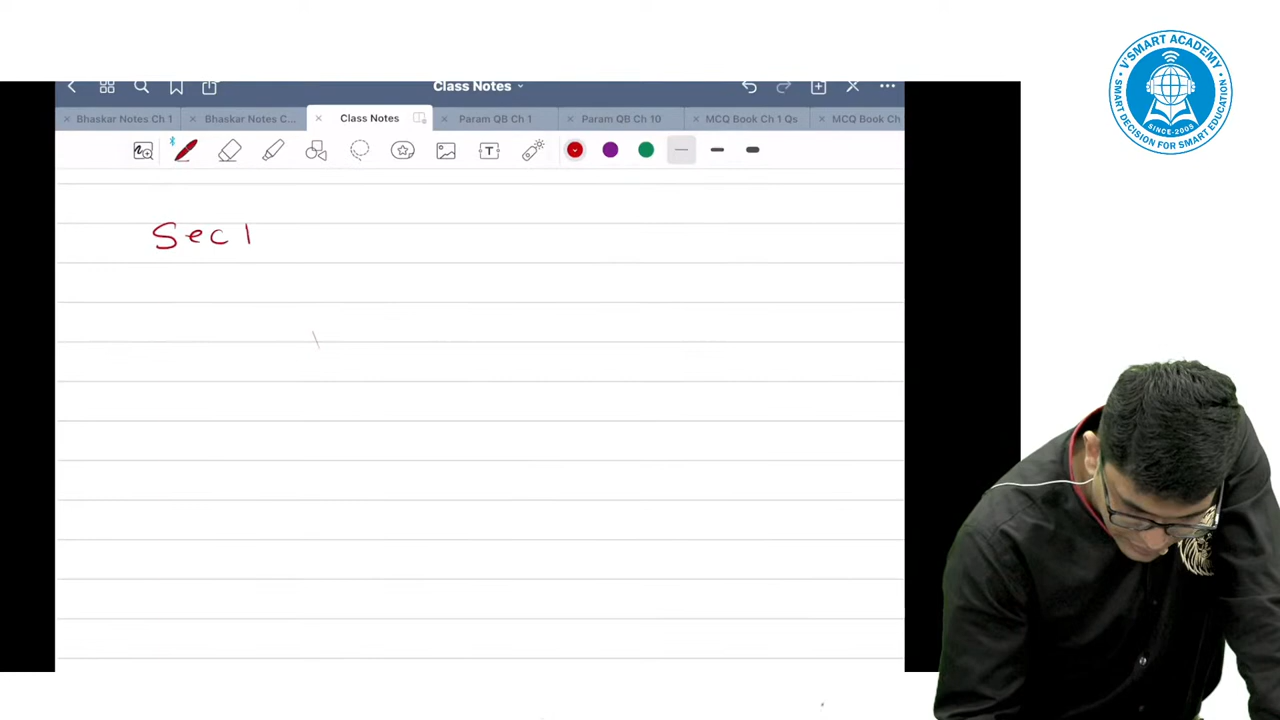 V'SMART ACADEMY
SMART DECISION FOR SMART EDUCATION
SINCE-2009
Class Notes
Bhaskar Notes Ch 1
Bhaskar Notes C...
Class Notes
Param QB Ch 1
Param QB Ch 10
MCQ Book Ch 1 Qs
MCQ Book Ch
T
Sec 1